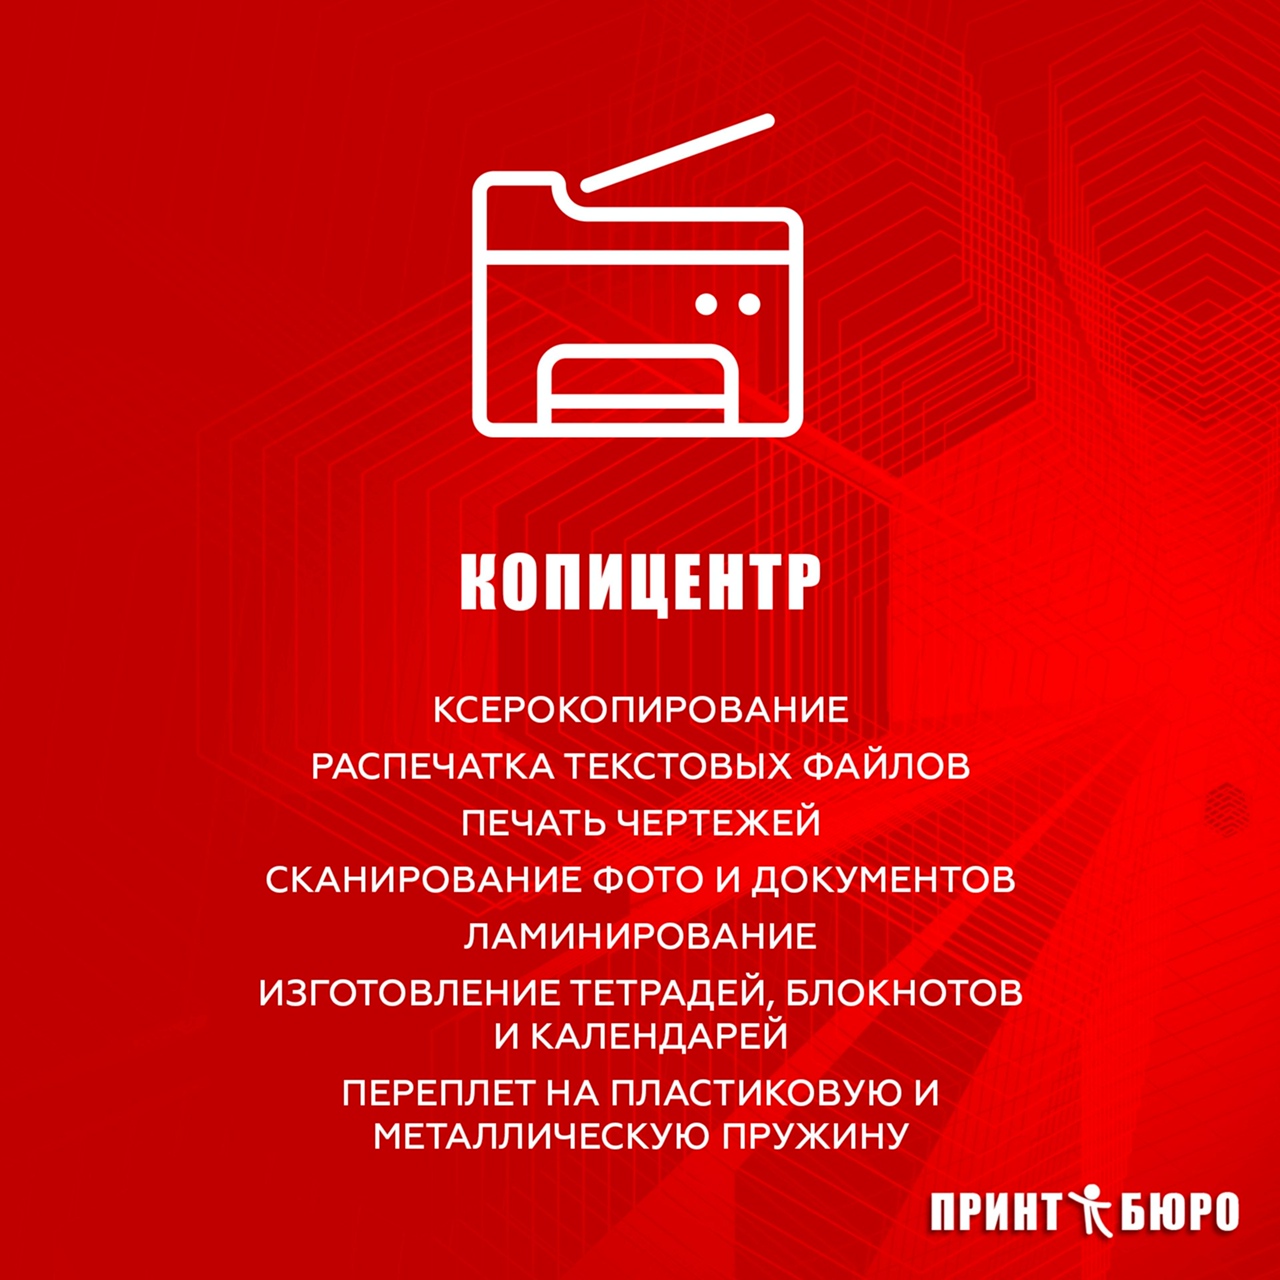 КОПИЦЕНТР
КСЕРОКОПИРОВАНИЕ
РАСПЕЧАТКА ТЕКСТОВЫХ ФАЙЛОВ
ПЕЧАТЬ ЧЕРТЕЖЕЙ
СКАНИРОВАНИЕ ФОТО И ДОКУМЕНТОВ
ЛАМИНИРОВАНИЕ
ИЗГОТОВЛЕНИЕ ТЕТРАДЕЙ, БЛОКНОТОВ
И КАЛЕНДАРЕЙ
ПЕРЕПЛЕТ НА ПЛАСТИКОВУЮ И
МЕТАЛЛИЧЕСКУЮ ПРУЖИНУ
ПРИНТ БЮРО